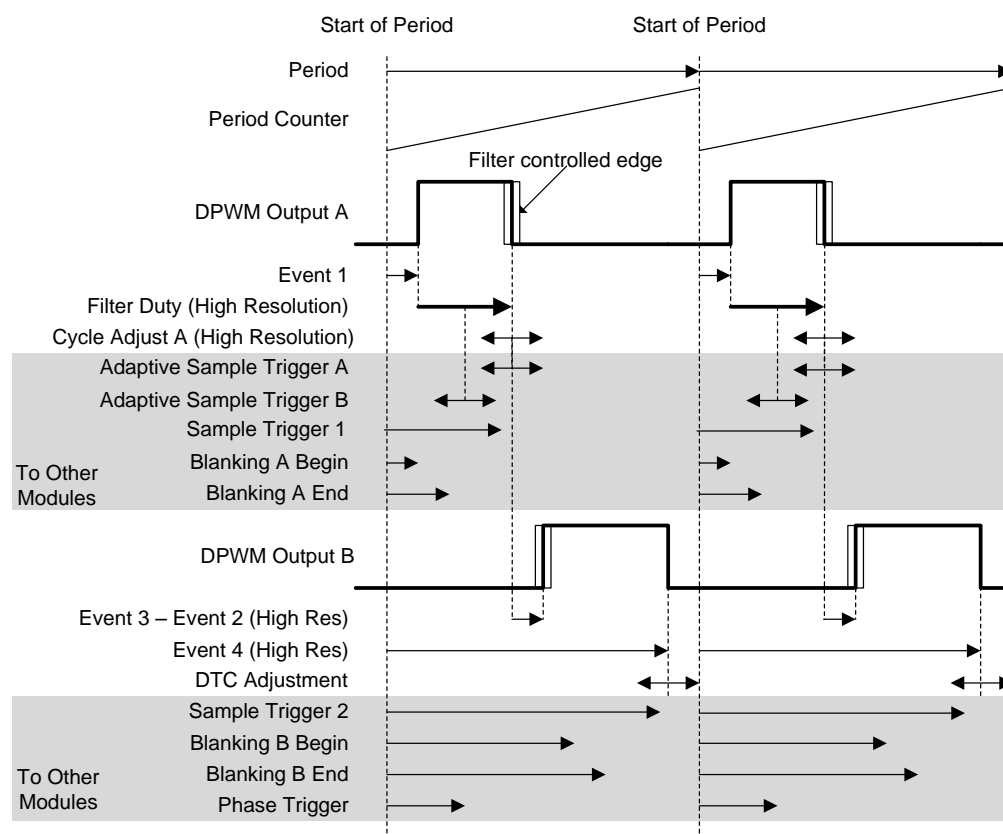 Start of Period Start of Period
Period
Period Counter
Filter controlled edge
DPWM Output A
Event 1
Filter Duty (High Resolution)
Cycle Adjust A (High Resolution)
Adaptive Sample Trigger A
Adaptive Sample Trigger B
Sample Trigger 1
Blanking A Begin
To Other
Modules
Blanking A End
DPWM Output B
Event 3 – Event 2 (High Res)
Event 4 (High Res)
DTC Adjustment
Sample Trigger 2
Blanking B Begin
Blanking B End
To Other
Modules
Phase Trigger